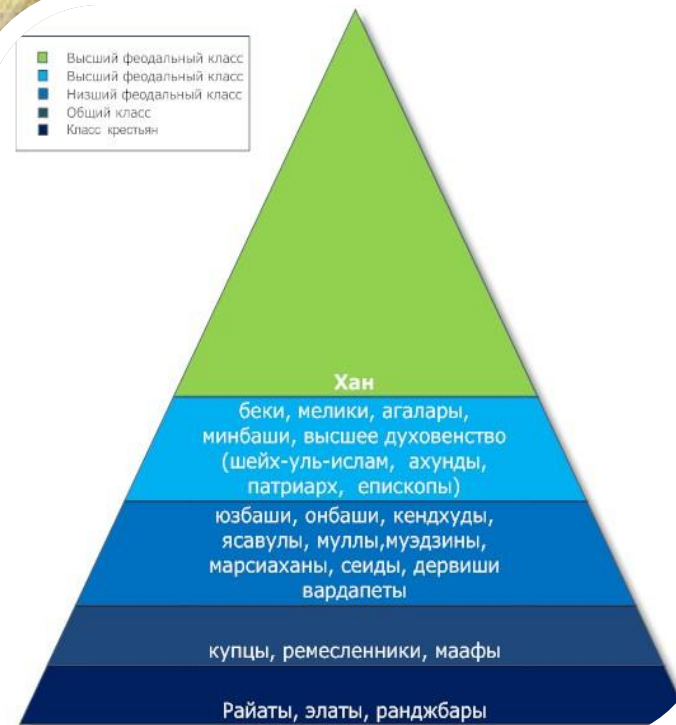 Высший феодальный класс
Высший феодальный класс
Низший феодальный класс
Общий класс
Класс крестьян
Хан
беки, мелики, агалары,
минбаши, высшее духовенство
(шейх-уль-ислам, ахунды,
патриарх, епископы)
юзбаши, онбаши, кендхуды,
ясавулы, муллы,муэдзины,
марсиаханы, сеиды, дервиши
вардапеты
купцы, ремесленники, маафы
Райаты, элаты, ранджбары